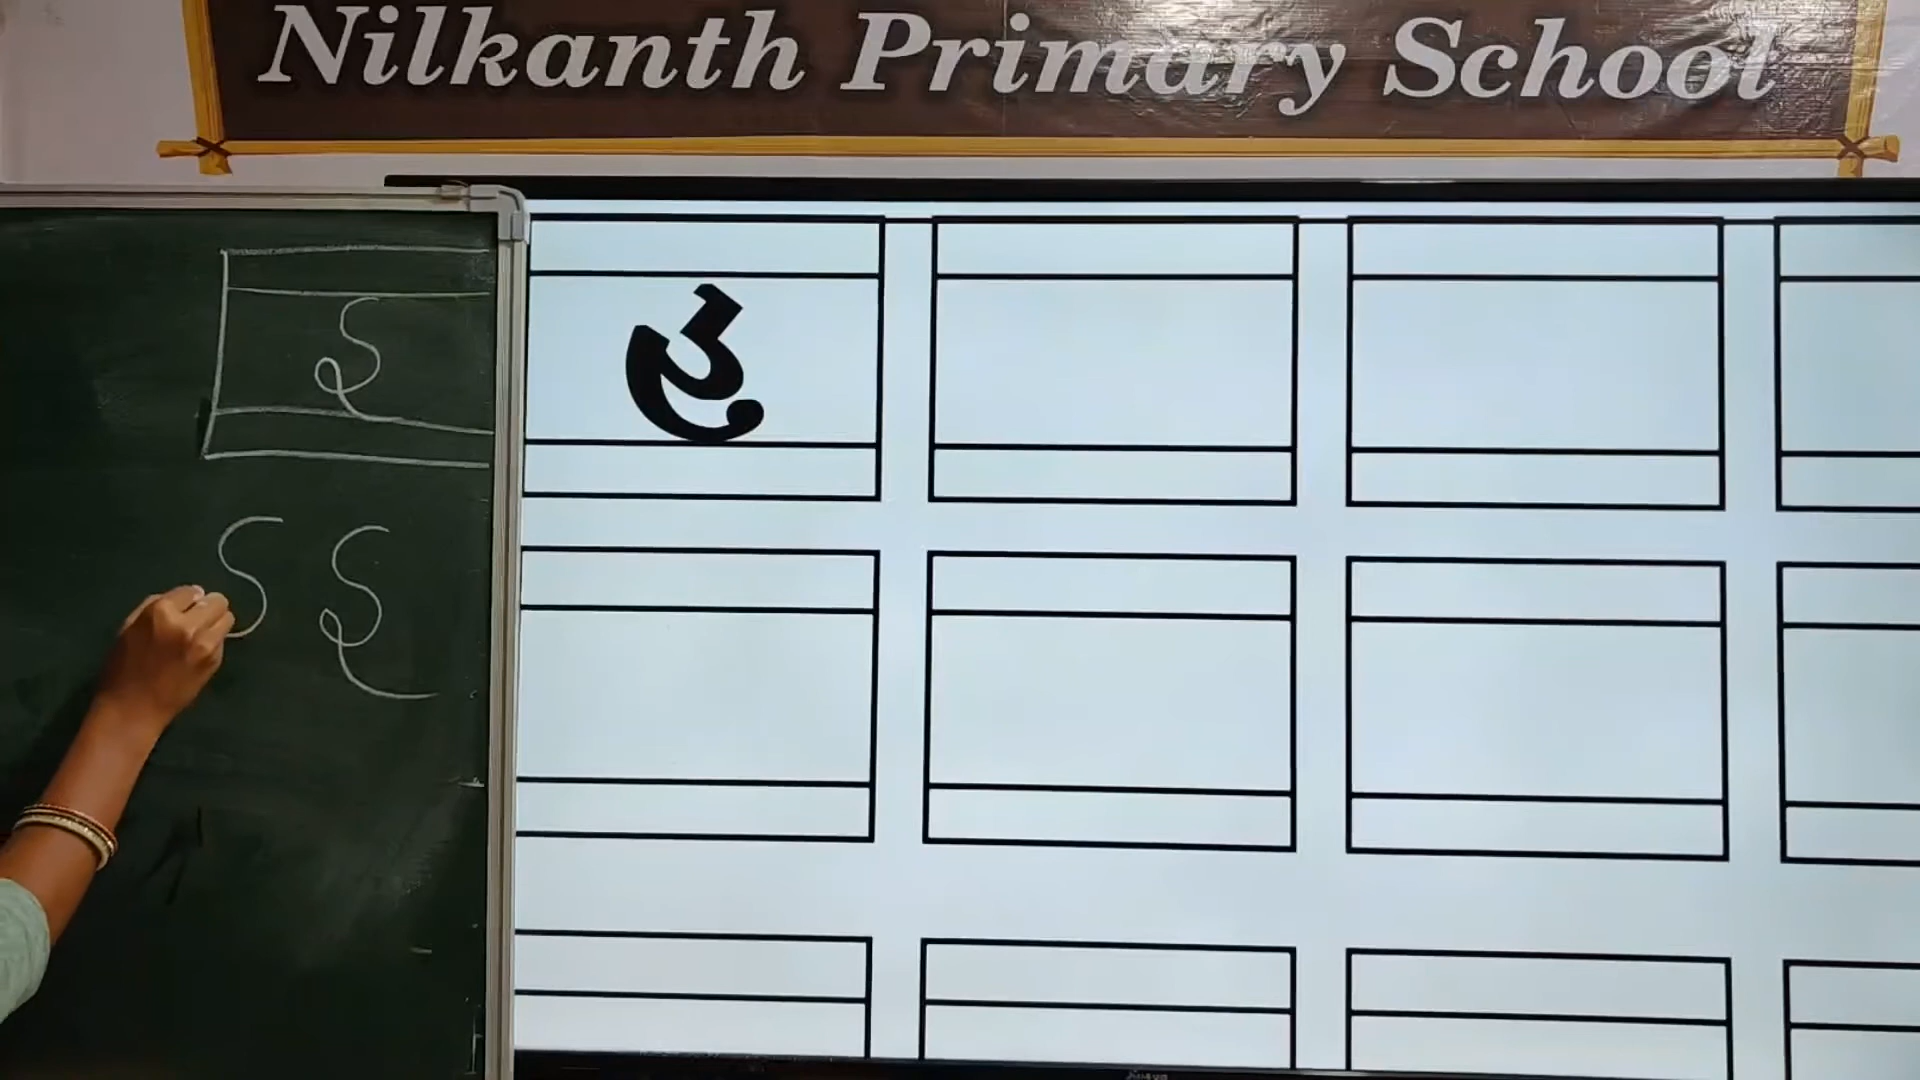 Nilkanth Primary School
ઇ
હ
ઇ